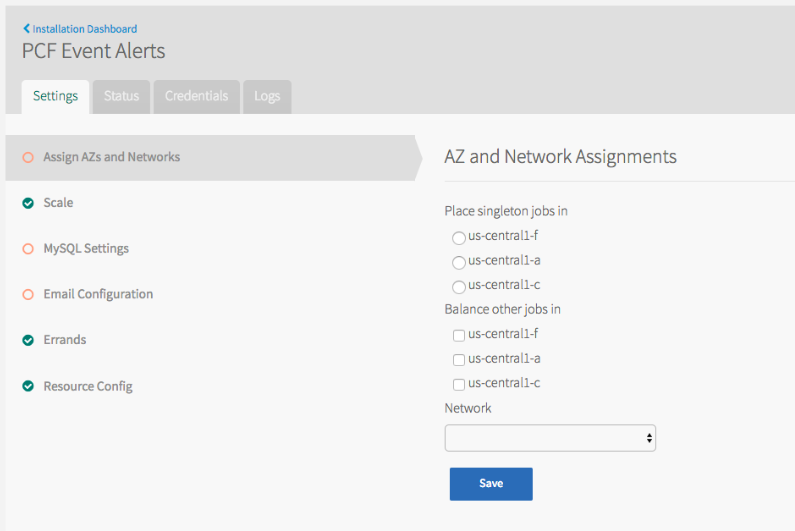 Installation Dashboard
PCF Event Alerts
Settings Status Credentials Logs
Assign AZs and Networks
Scale
MySQL Settings
Email Configuration
Errands
Resource Config
AZ and Network Assignments
Place singleton jobs in
us-central1-f
us-central1-a
us-central1-c
Balance other jobs in
us-central1-f
us-central1-a
us-central1-c
Network
Save